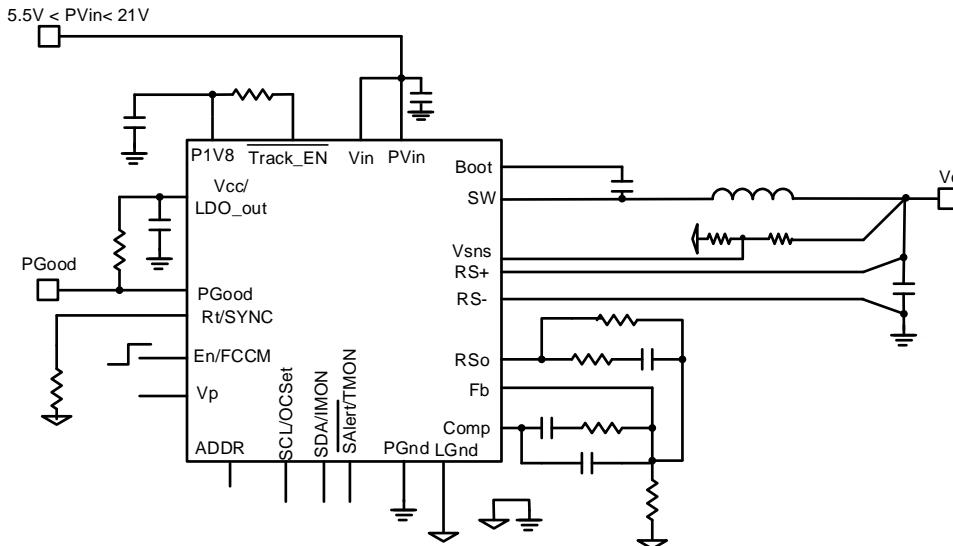 5.5V < PVin< 21V
P1V8
Track_EN
Vin
PVin
Vcc/
LDO_out
Boot
SW
Vsns
RS+
RS-
PGood
PGood
Rt/SYNC
En/FCCM
Vp
RSo
Fb
Comp
ADDR
SCL/OCSet
SDA/IMON
SAlert/TMON
PGnd
LGnd